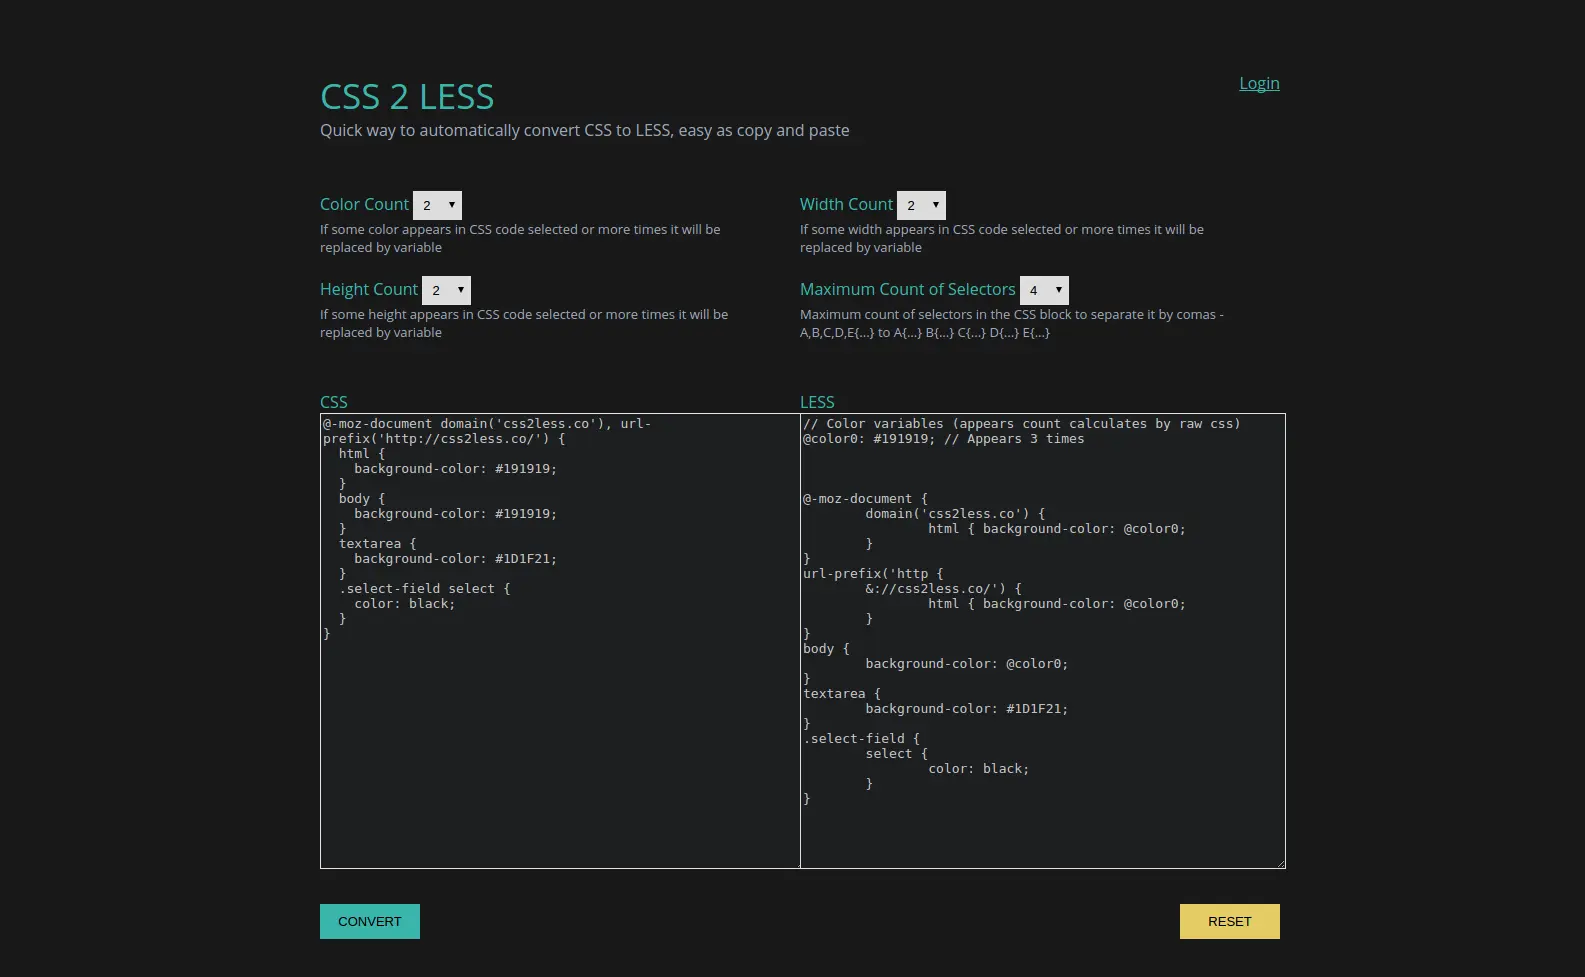 Login
CSS 2 LESS
Quick way to automatically convert CSS to LESS, easy as copy and paste
Color Count 2
If some color appears in CSS code selected or more times it will be
replaced by variable
Width Count 2
If some width appears in CSS code selected or more times it will be
replaced by variable
Height Count 2
If some height appears in CSS code selected or more times it will be
replaced by variable
Maximum Count of Selectors 4
Maximum count of selectors in the CSS block to separate it by comas -
A,B,C,D,E{...} to A{...} B{...} C{...} D{...} E{...}
CSS
@-moz-document domain('css2less.co'), url-
prefix('http://css2less.co/') {
  html {
    background-color: #191919;
  }
  body {
    background-color: #191919;
  }
  textarea {
    background-color: #1D1F21;
  }
  .select-field select {
    color: black;
  }
}
LESS
// Color variables (appears count calculates by raw css)
@color0: #191919; // Appears 3 times
@-moz-document {
        domain('css2less.co') {
                html { background-color: @color0;
        }
}
url-prefix('http {
        &://css2less.co/') {
                html { background-color: @color0;
        }
}
body {
        background-color: @color0;
}
textarea {
        background-color: #1D1F21;
}
.select-field {
        select {
                color: black;
        }
}
CONVERT
RESET